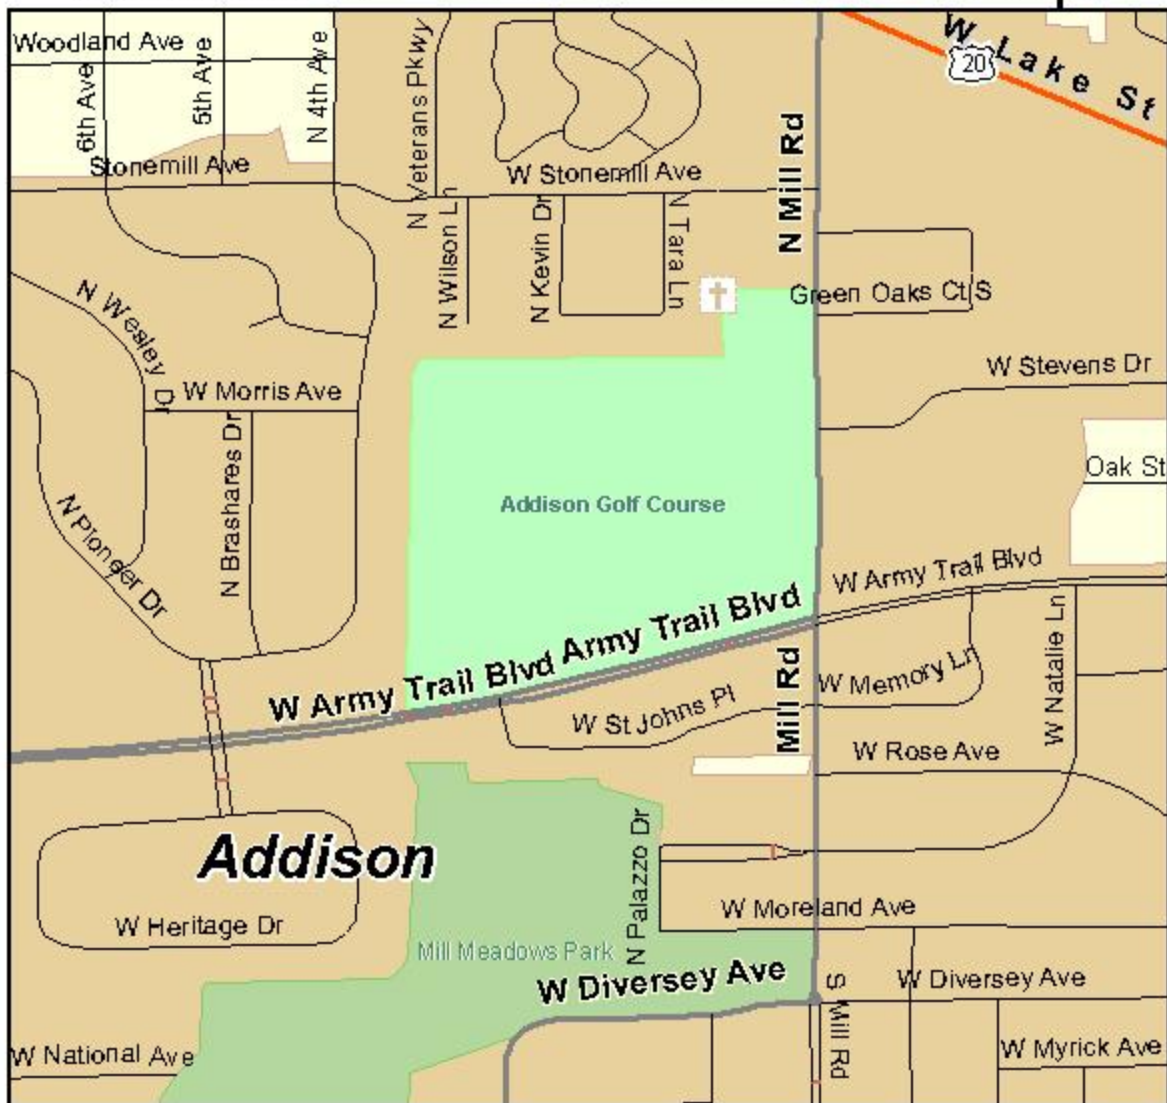 Woodland Ave
6th Ave
5th Ave
N 4th Ave
N Veterans Pkwy
W Lake St
20
Stonemill Ave
W Stonemill Ave
N Mill Rd
N Wilson Ln
N Kevin Dr
N Tara Ln
Green Oaks Ct S
N Wesley Dr
W Morris Ave
W Stevens Dr
N Brashares Dr
Oak St
N Pioneer Dr
Addison Golf Course
W Army Trail Blvd
Army Trail Blvd
W Army Trail Blvd
Mill Rd
W Memory Ln
W Natalie Ln
W St Johns Pl
W Rose Ave
Addison
N Palazzo Dr
W Heritage Dr
W Moreland Ave
Mill Meadows Park
W Diversey Ave
S Mill Rd
W Diversey Ave
W National Ave
W Myrick Ave